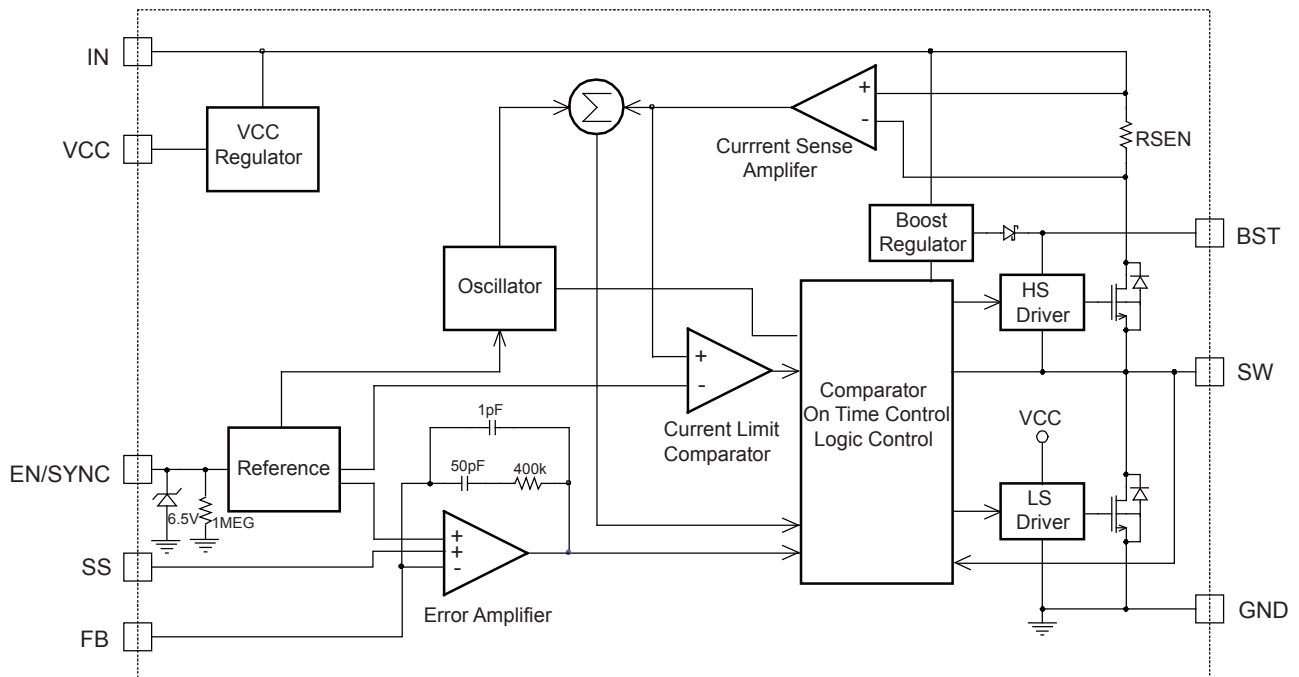 IN
VCC
VCC
Regulator
Σ
+
-
Currrent Sense
Amplifer
RSEN
Boost
Regulator
BST
Oscillator
HS
Driver
+
-
Current Limit
Comparator
Comparator
On Time Control
Logic Control
SW
VCC
EN/SYNC
6.5V
1MEG
Reference
1pF
50pF
400k
LS
Driver
SS
+
+
-
Error Amplifier
FB
GND